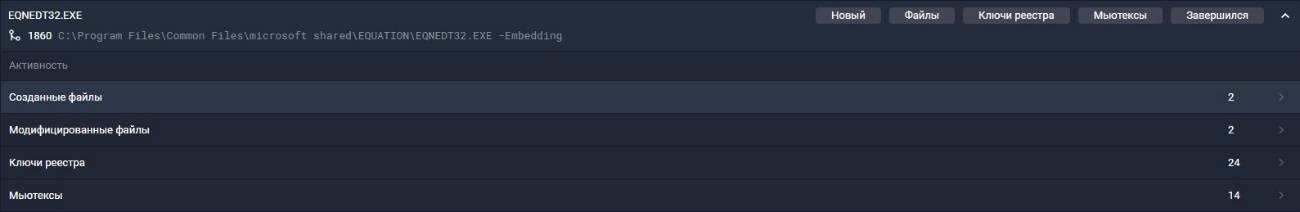 EQNEDT32.EXE Новый Файлы Ключи реестра Мьютексы Завершился
1860 C:\Program Files\Common Files\microsoft shared\EQUATION\EQNEDT32.EXE -Embedding
Активность
Созданные файлы 2
Модифицированные файлы 2
Ключи реестра 24
Мьютексы 14